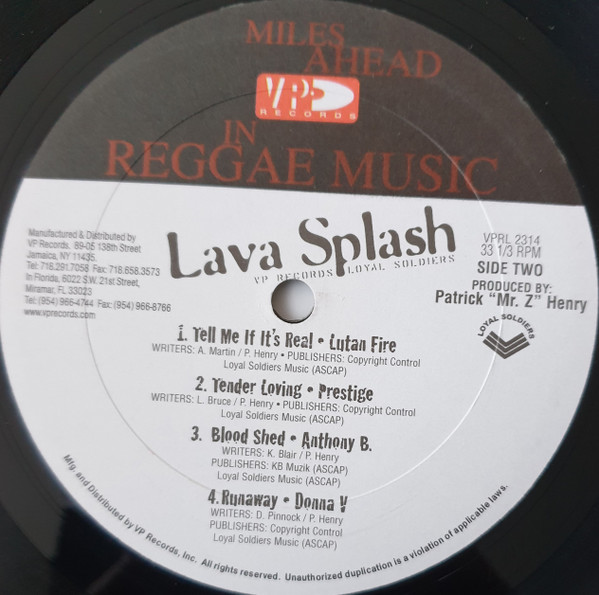 MILES
AHEAD
VP
RECORDS
IN
REGGAE MUSIC
Manufactured & Distributed by
VP Records, 89-05 138th Street
Jamaica, NY 11435
Tel: 718.291.7058 Fax: 718.658.3573
In Florida, 6022 S.W. 21st Street,
Miramar, FL 33023
Tel: (954) 966-4744 Fax: (954) 966-8766
www.vprecords.com
Lava Splash
VP RECORDS LOYAL SOLDIERS
VPRL 2314
33 1/3 RPM
SIDE TWO
PRODUCED BY:
Patrick "Mr. Z" Henry
LOYAL SOLDIERS
1. Tell Me If It's Real • Lutan Fire
WRITERS: A. Martin / P. Henry • PUBLISHERS: Copyright Control
Loyal Soldiers Music (ASCAP)
2. Tender Loving • Prestige
WRITERS: L. Bruce / P. Henry • PUBLISHERS: Copyright Control
Loyal Soldiers Music (ASCAP)
3. Blood Shed • Anthony B.
WRITERS: K. Blair / P. Henry
PUBLISHERS: KB Muzik (ASCAP)
Loyal Soldiers Music (ASCAP)
4. Runaway • Donna V
WRITERS: D. Pinnock / P. Henry
PUBLISHERS: Copyright Control
Loyal Soldiers Music (ASCAP)
Mfg. and Distributed by VP Records, Inc. All rights reserved. Unauthorized duplication is a violation of applicable laws.